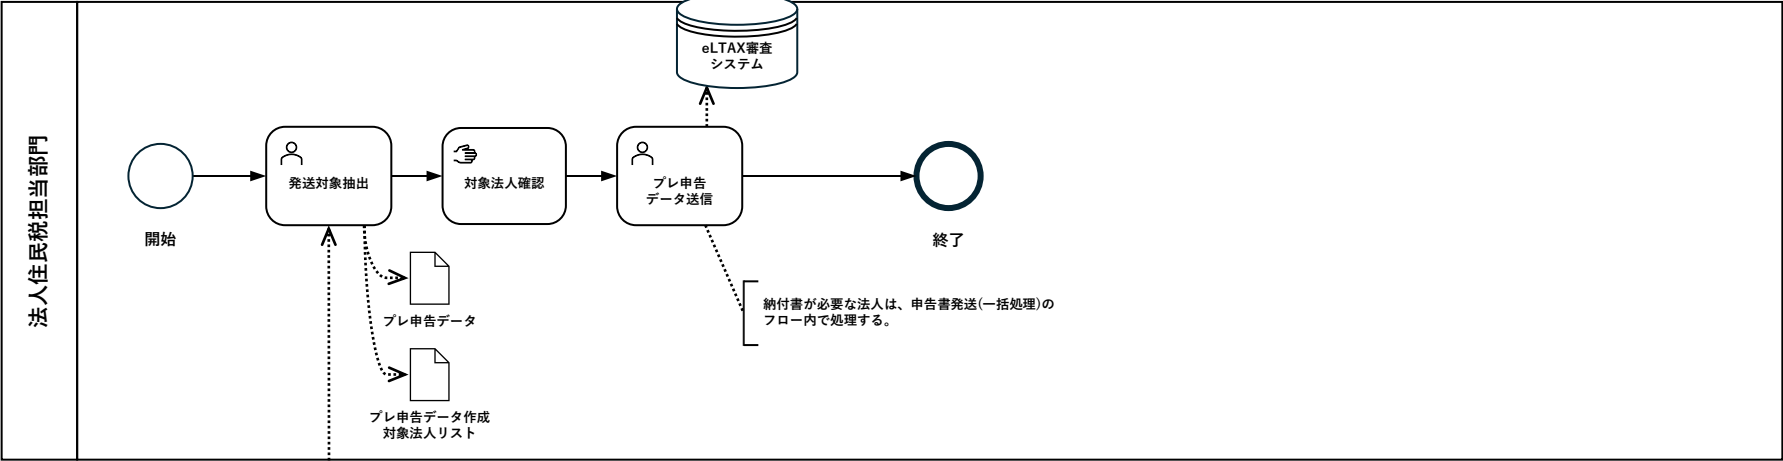 法人住民税担当部門
eLTAX審査
システム
発送対象抽出
対象法人確認
プレ申告
データ送信
開始
終了
プレ申告データ
納付書が必要な法人は、申告書発送(一括処理)の
フロー内で処理する。
プレ申告データ作成
対象法人リスト